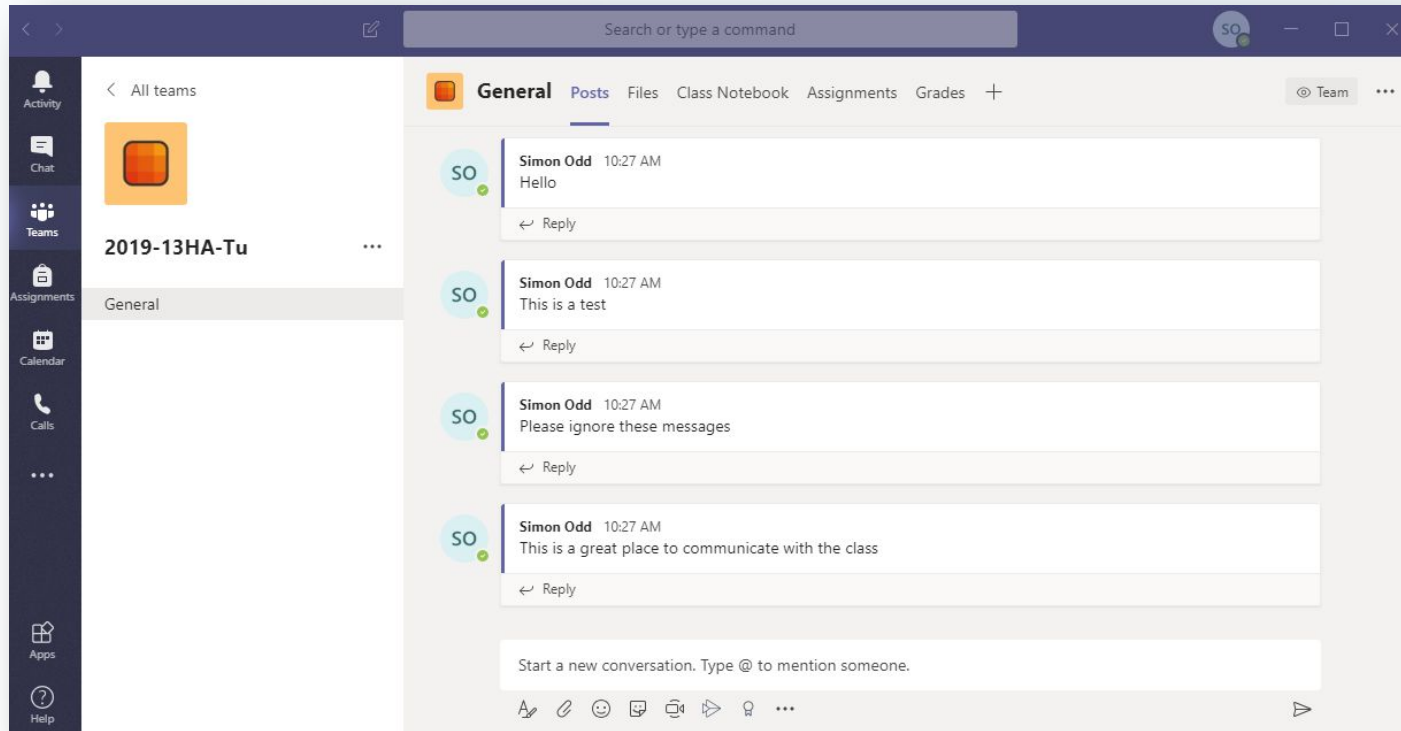 Search or type a command
SO
Activity
Chat
Teams
Assignments
Calendar
Calls
Apps
Help
All teams
2019-13HA-Tu
General
General Posts Files Class Notebook Assignments Grades
Team
SO
Simon Odd 10:27 AM
Hello
Reply
SO
Simon Odd 10:27 AM
This is a test
Reply
SO
Simon Odd 10:27 AM
Please ignore these messages
Reply
SO
Simon Odd 10:27 AM
This is a great place to communicate with the class
Reply
Start a new conversation. Type @ to mention someone.